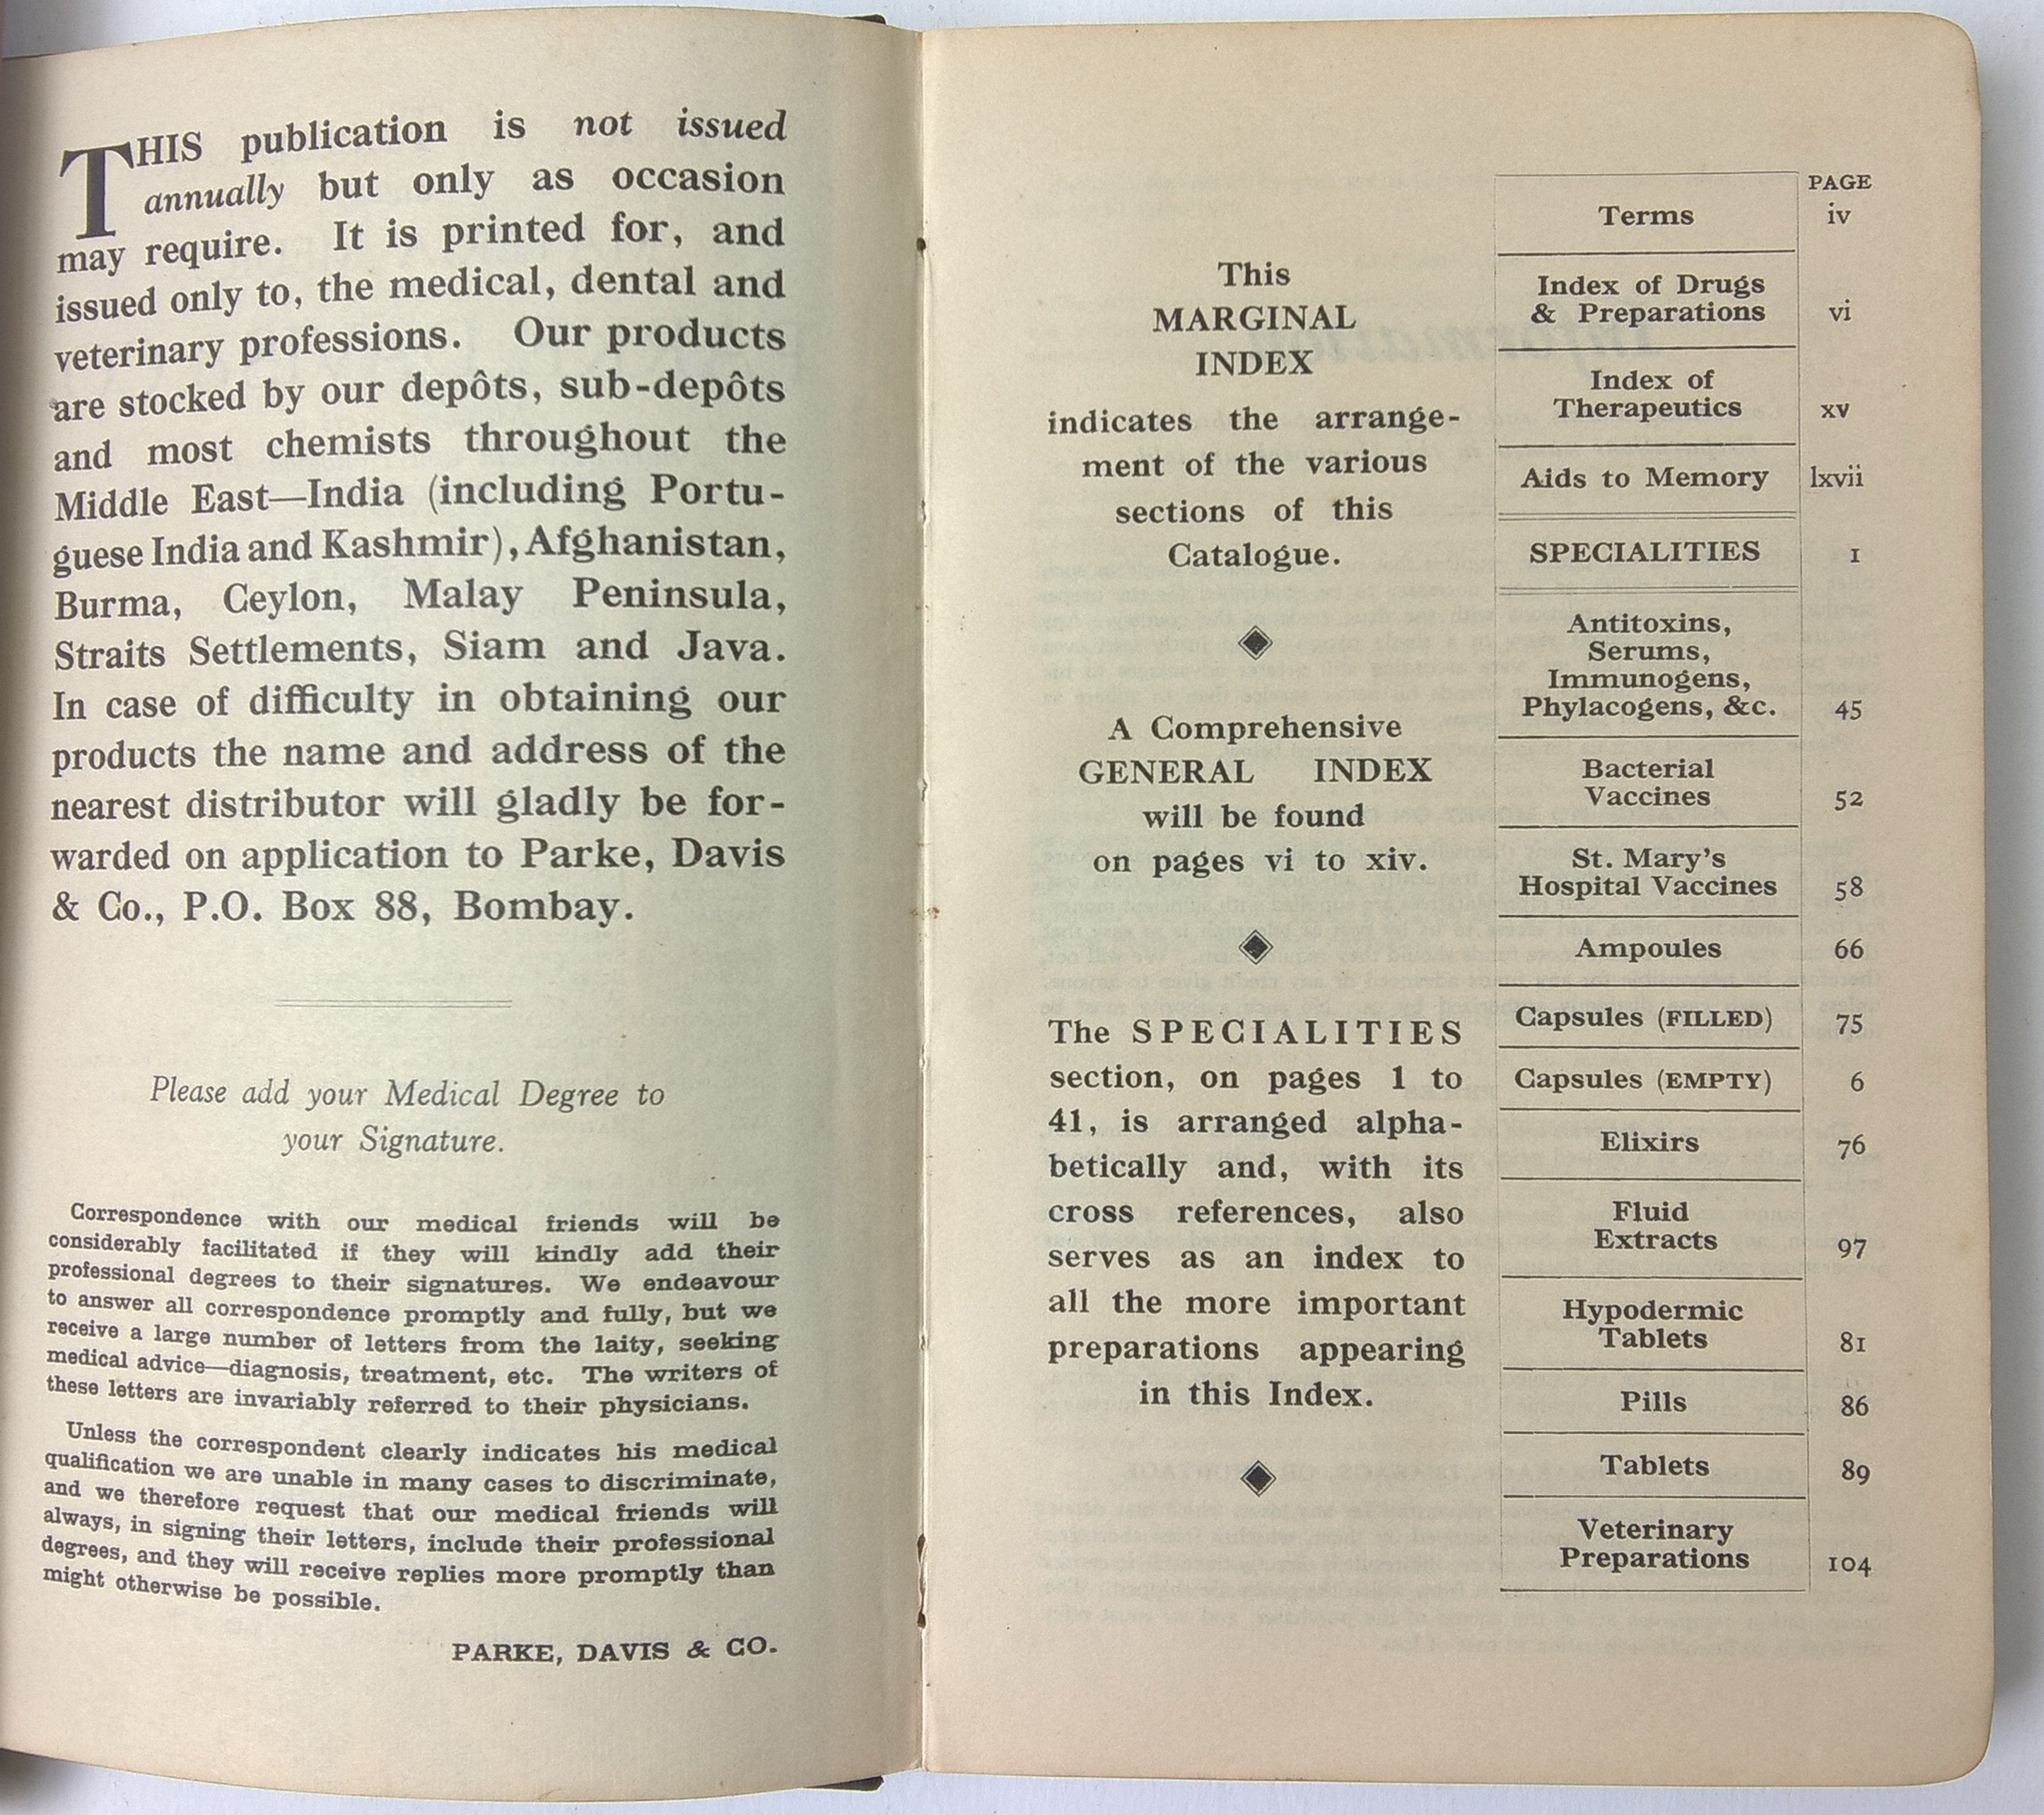 THIS publication is not issued
annually but only as occasion
may require. It is printed for, and
issued only to, the medical, dental and
veterinary professions. Our products
are stocked by our depôts, sub-depôts
and most chemists throughout the
Middle East—India (including Portu-
guese India and Kashmir), Afghanistan,
Burma, Ceylon, Malay Peninsula,
Straits Settlements, Siam and Java.
In case of difficulty in obtaining our
products the name and address of the
nearest distributor will gladly be for-
warded on application to Parke, Davis
& Co., P.O. Box 88, Bombay.
Please add your Medical Degree to
your Signature.
Correspondence with our medical friends will be
considerably facilitated if they will kindly add their
professional degrees to their signatures. We endeavour
to answer all correspondence promptly and fully, but we
receive a large number of letters from the laity, seeking
medical advice—diagnosis, treatment, etc. The writers of
these letters are invariably referred to their physicians.
Unless the correspondent clearly indicates his medical
qualification we are unable in many cases to discriminate,
and we therefore request that our medical friends will
always, in signing their letters, include their professional
degrees, and they will receive replies more promptly than
might otherwise be possible.
PARKE, DAVIS & CO.
This
MARGINAL
INDEX
indicates the arrange-
ment of the various
sections of this
Catalogue.
A Comprehensive
GENERAL INDEX
will be found
on pages vi to xiv.
The SPECIALITIES
section, on pages 1 to
41, is arranged alpha-
betically and, with its
cross references, also
serves as an index to
all the more important
preparations appearing
in this Index.
PAGE
Terms iv
Index of Drugs
& Preparations vi
Index of
Therapeutics xv
Aids to Memory lxvii
SPECIALITIES 1
Antitoxins,
Serums,
Immunogens,
Phylacogens, &c. 45
Bacterial
Vaccines 52
St. Mary's
Hospital Vaccines 58
Ampoules 66
Capsules (FILLED) 75
Capsules (EMPTY) 6
Elixirs 76
Fluid
Extracts 97
Hypodermic
Tablets 81
Pills 86
Tablets 89
Veterinary
Preparations 104